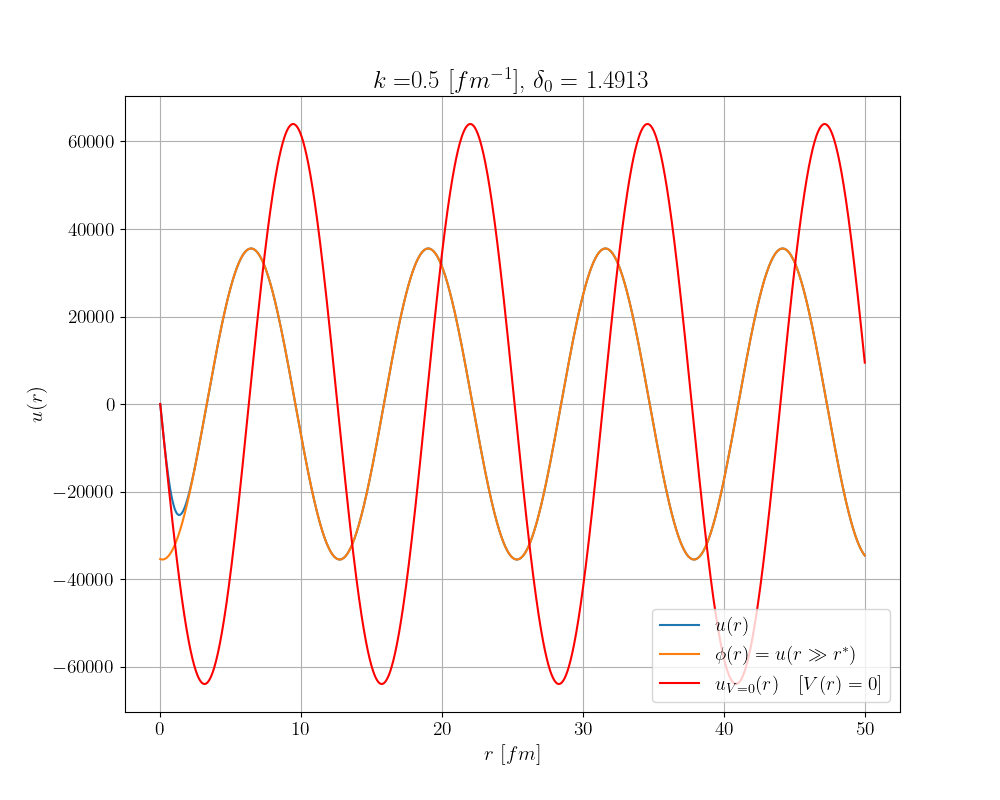 k =0.5 [fm⁻¹], δ₀ = 1.4913
60000
40000
20000
0
−20000
−40000
−60000
u(r)
u(r)
ϕ(r) = u(r ≫ r*)
u_{V=0}(r) [V(r) = 0]
0 10 20 30 40 50
r [fm]